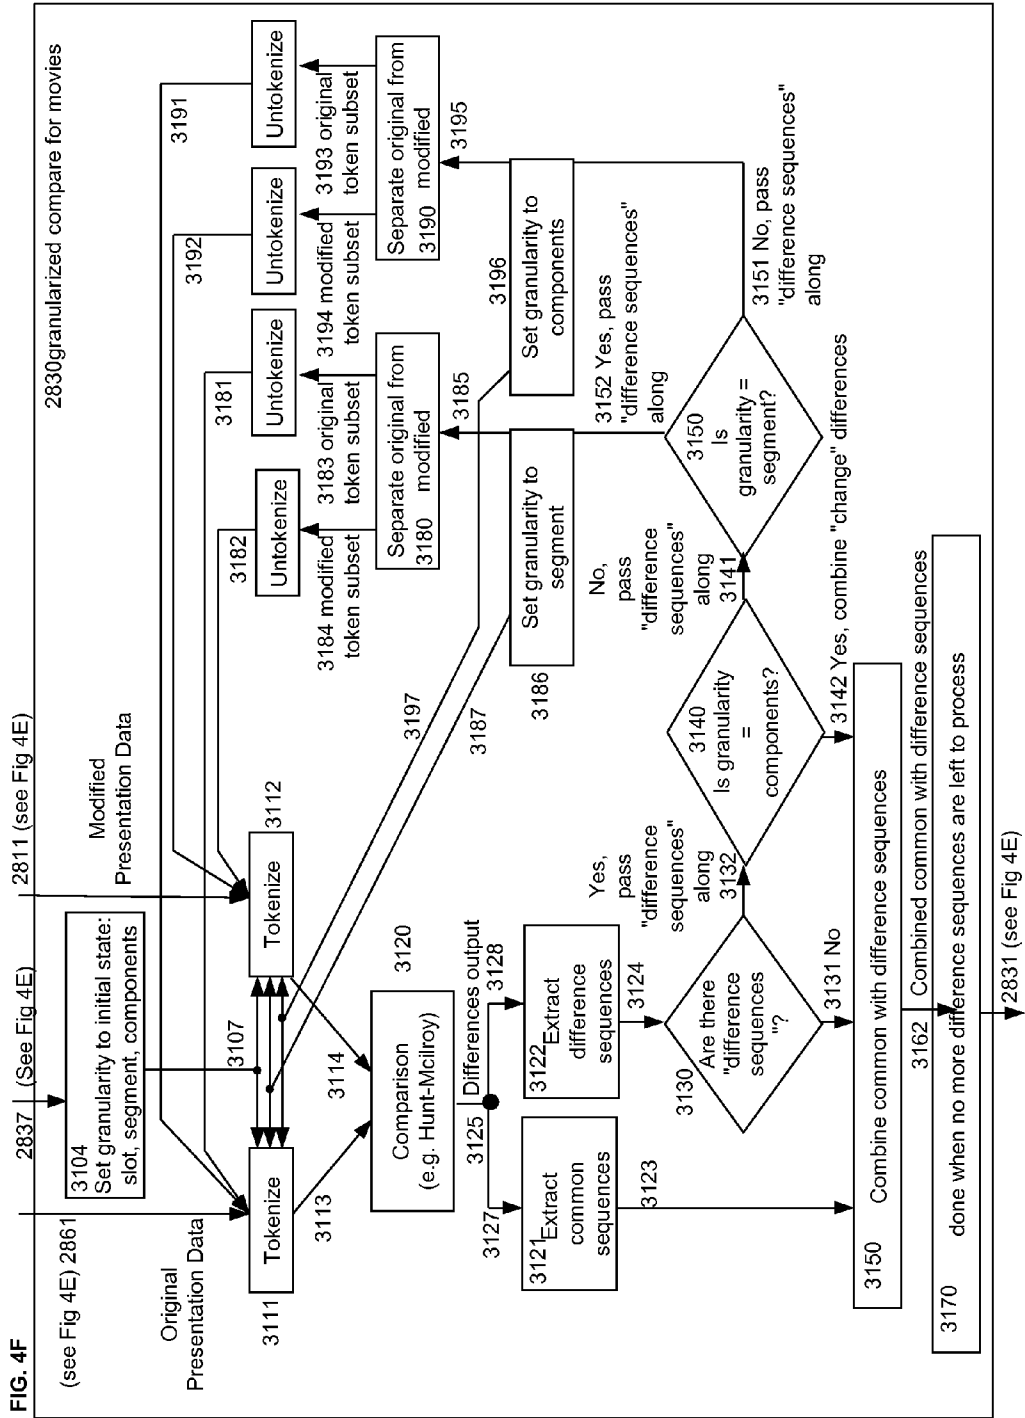 FIG. 4F
(see Fig 4E) 2861
2837 (See Fig 4E)
2811 (see Fig 4E)
2830granularized compare for movies
3104
Set granularity to initial state:
slot, segment, components
Original
Presentation Data
Modified
Presentation Data
3111
Tokenize
3107
Tokenize
3112
3113
3114
Comparison
(e.g. Hunt-Mcilroy)
3120
3125
Differences output
3127
3128
3121 Extract
common
sequences
3122 Extract
difference
sequences
3123
3124
3130
Are there
"difference
sequences
"?
3131 No
Yes,
pass
"difference
sequences"
along
3132
3140
Is granularity
=
components?
3142 Yes, combine "change" differences
No,
pass
"difference
sequences"
along
3141
3150
Is
granularity =
segment?
3152 Yes, pass
"difference sequences"
along
3151 No, pass
"difference sequences"
along
3186
Set granularity to
segment
3187
3197
3196
Set granularity to
components
3185
3195
Separate original from
modified
3180
Separate original from
modified
3190
3184 modified
token subset
3183 original
token subset
3194 modified
token subset
3193 original
token subset
Untokenize
3182
Untokenize
3181
Untokenize
3192
Untokenize
3191
3150
Combine common with difference sequences
3162
Combined common with difference sequences
3170
done when no more difference sequences are left to process
2831 (see Fig 4E)